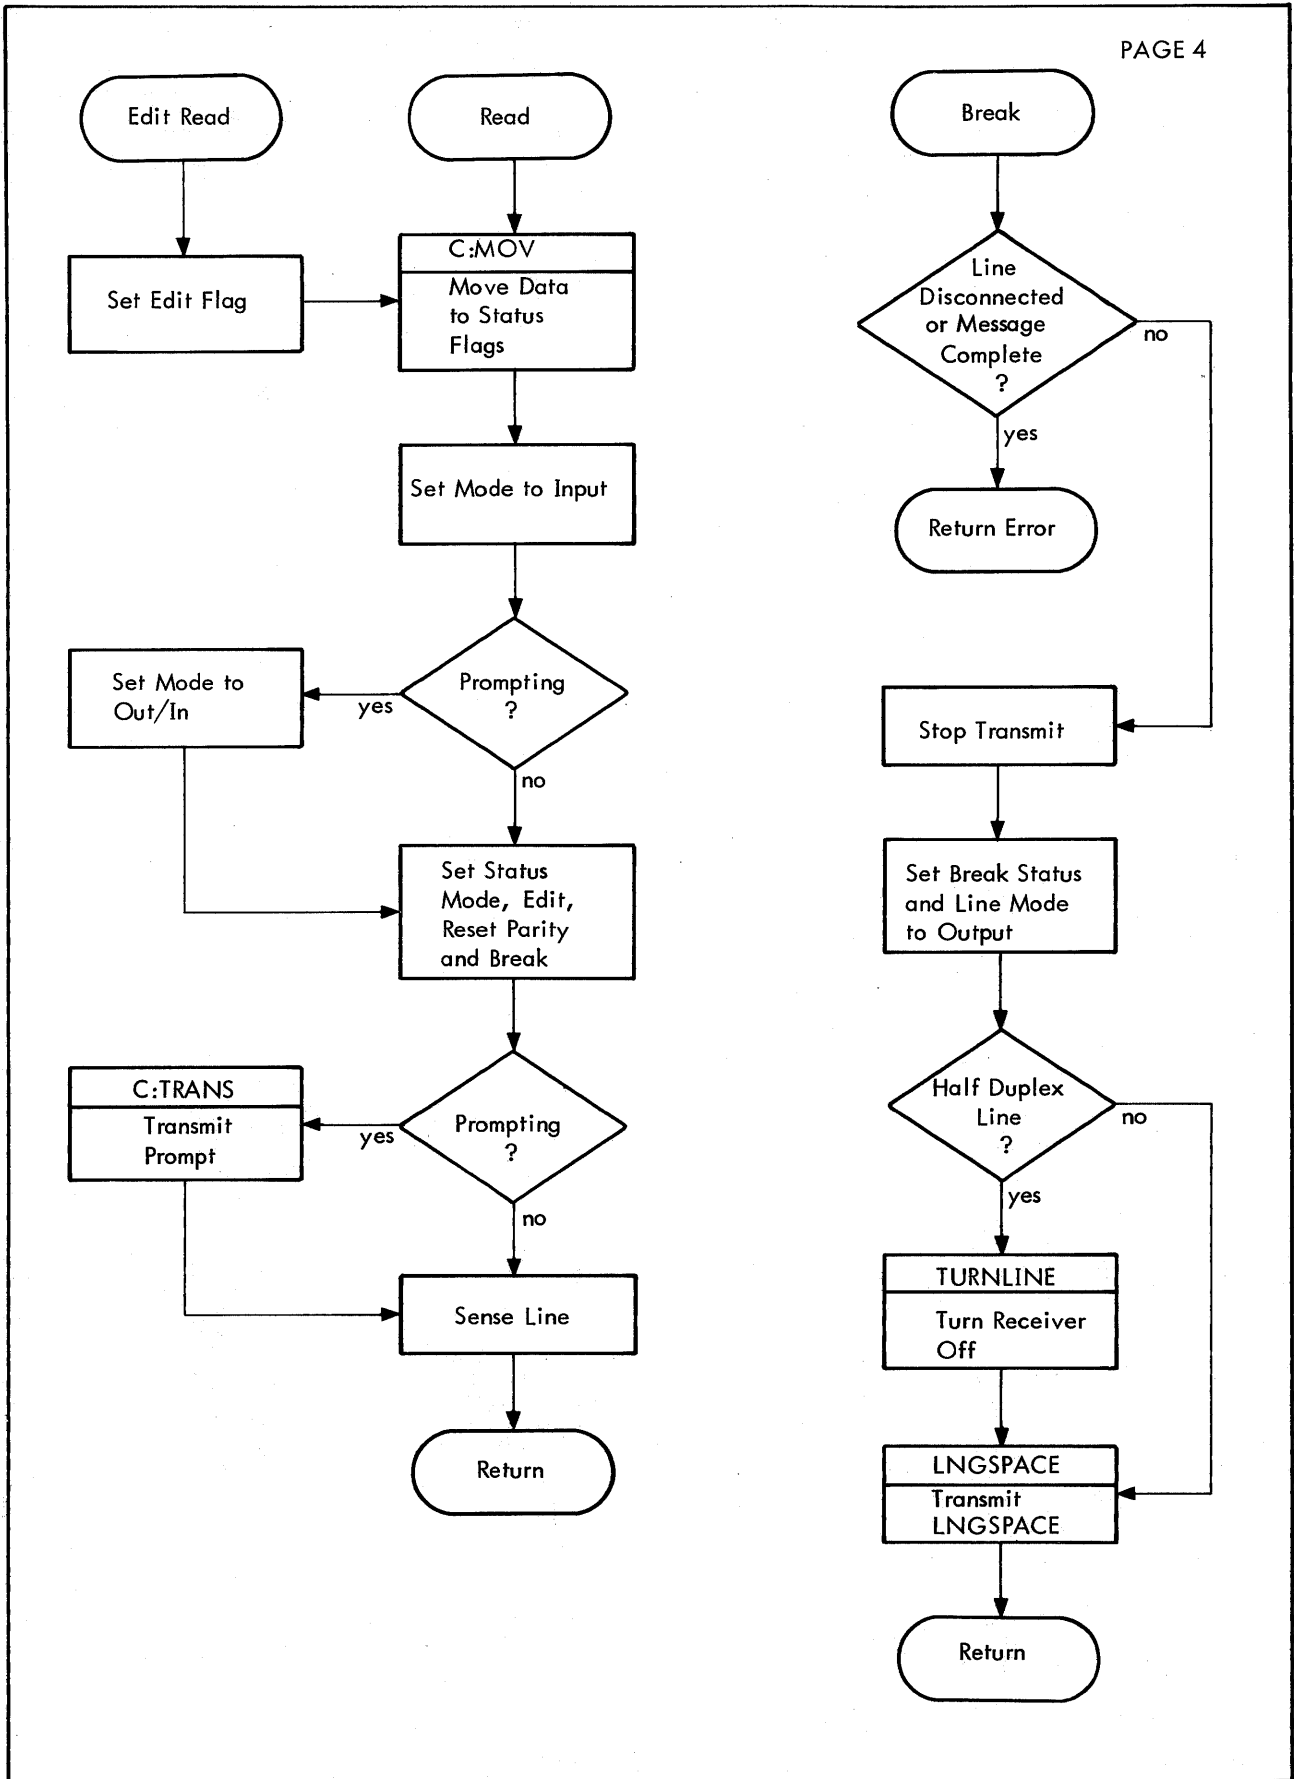 PAGE 4
Edit Read
Read
Set Edit Flag
C:MOV
Move Data
to Status
Flags
Set Mode to Input
Prompting
?
yes
no
Set Mode to
Out/In
Set Status
Mode, Edit,
Reset Parity
and Break
Prompting
?
yes
no
C:TRANS
Transmit
Prompt
Sense Line
Return
Break
Line
Disconnected
or Message
Complete
?
no
yes
Return Error
Stop Transmit
Set Break Status
and Line Mode
to Output
Half Duplex
Line
?
no
yes
TURNLINE
Turn Receiver
Off
LNGSPACE
Transmit
LNGSPACE
Return